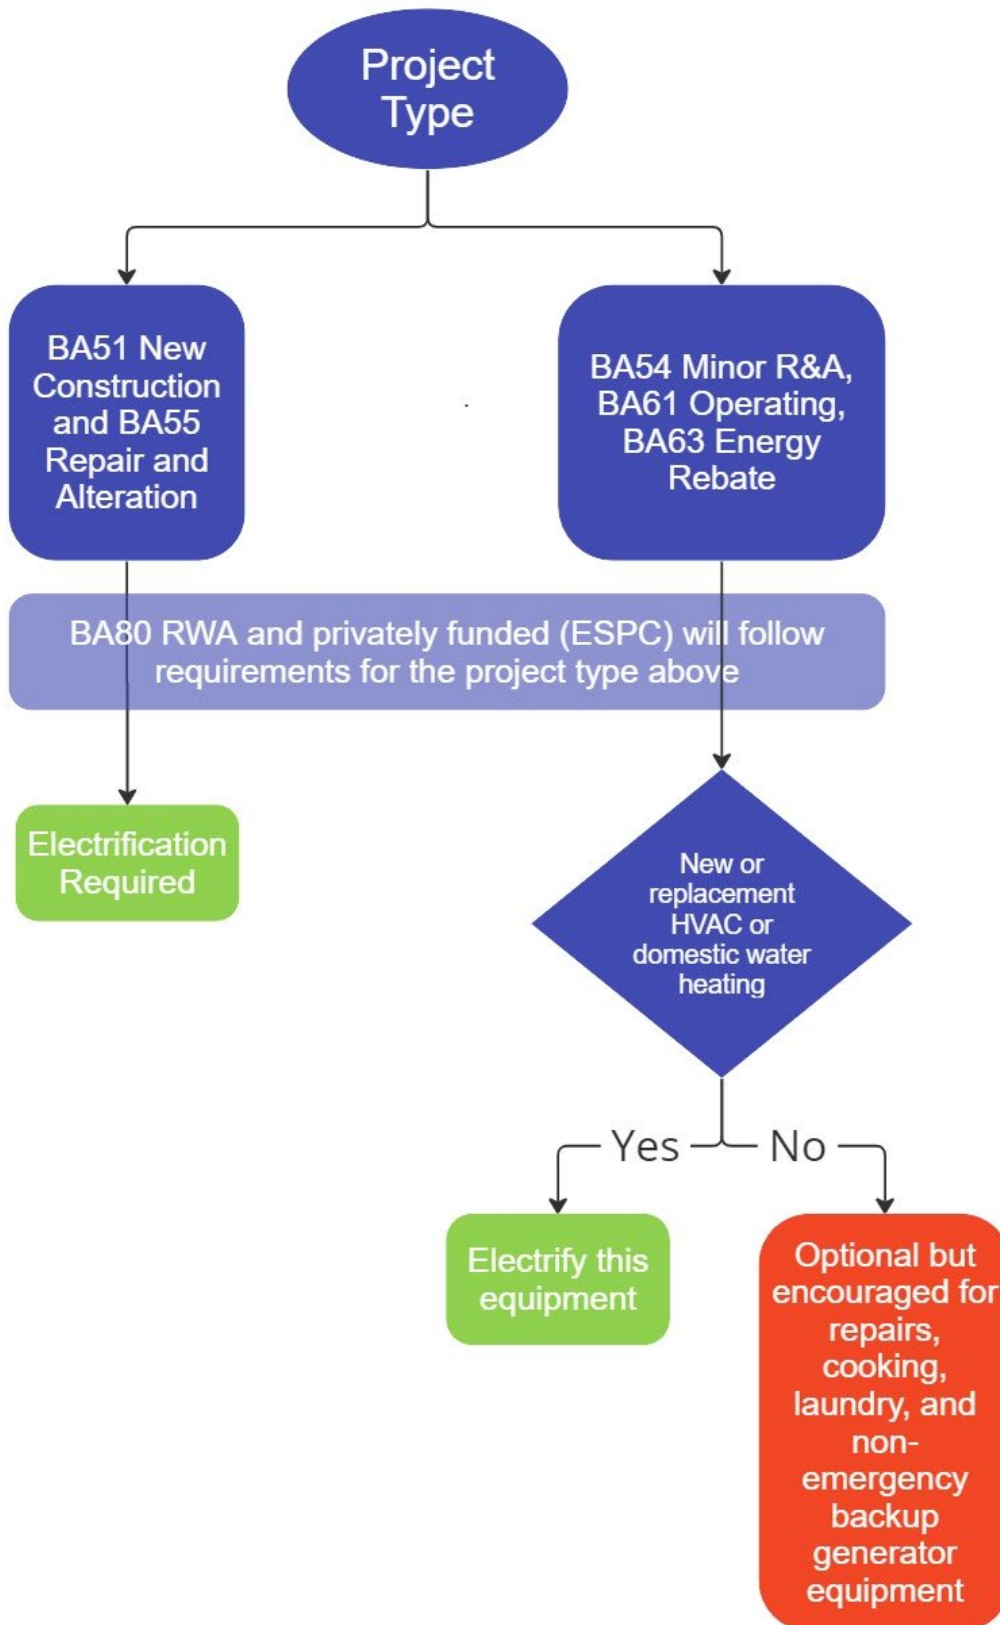 Project
Type
BA51 New
Construction
and BA55
Repair and
Alteration
BA54 Minor R&A,
BA61 Operating,
BA63 Energy
Rebate
BA80 RWA and privately funded (ESPC) will follow
requirements for the project type above
Electrification
Required
New or
replacement
HVAC or
domestic water
heating
Yes
No
Electrify this
equipment
Optional but
encouraged for
repairs,
cooking,
laundry, and
non-
emergency
backup
generator
equipment